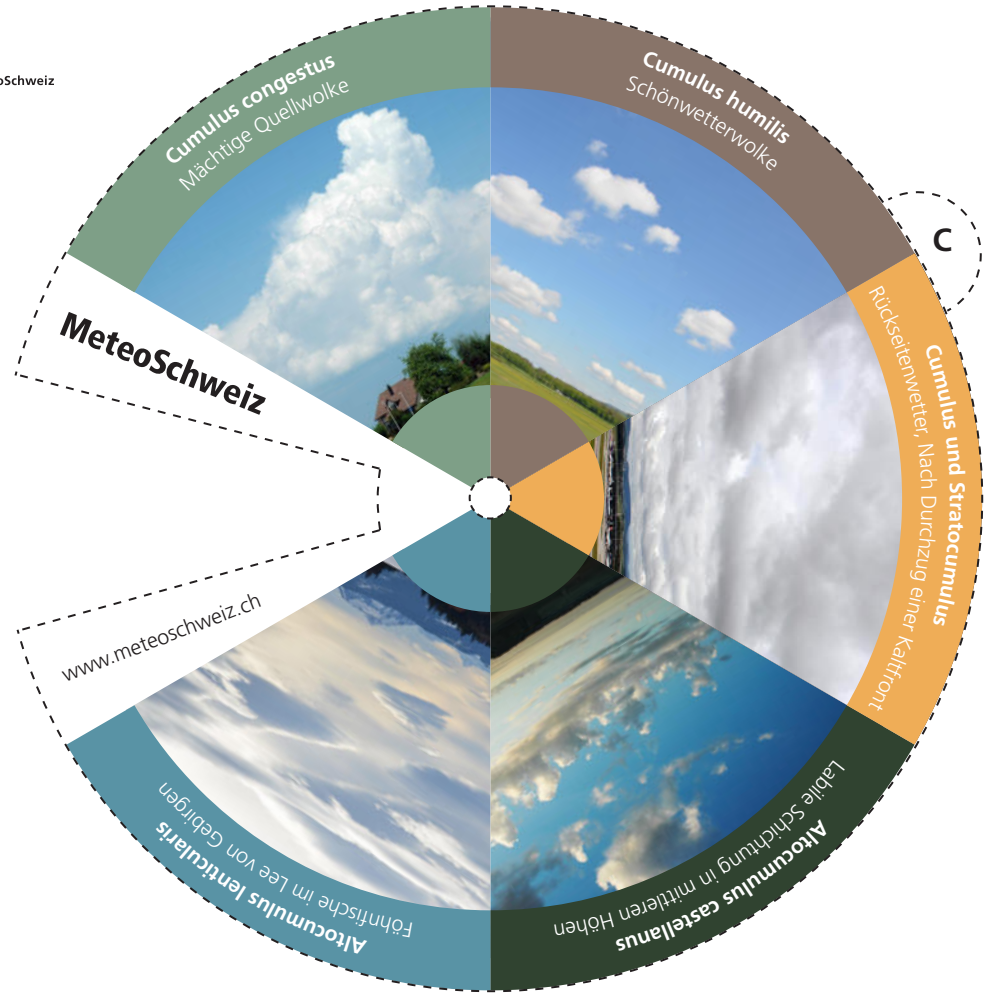 oSchweiz
Cumulus congestus
Mächtige Quellwolke
Cumulus humilis
Schönwetterwolke
C
Cumulus und Stratocumulus
Rückseitenwetter, Nach Durchzug einer Kaltfront
Altocumulus castellanus
Labile Schichtung in mittleren Höhen
Altocumulus lenticularis
Föhnfische im Lee von Gebirgen
MeteoSchweiz
www.meteoschweiz.ch